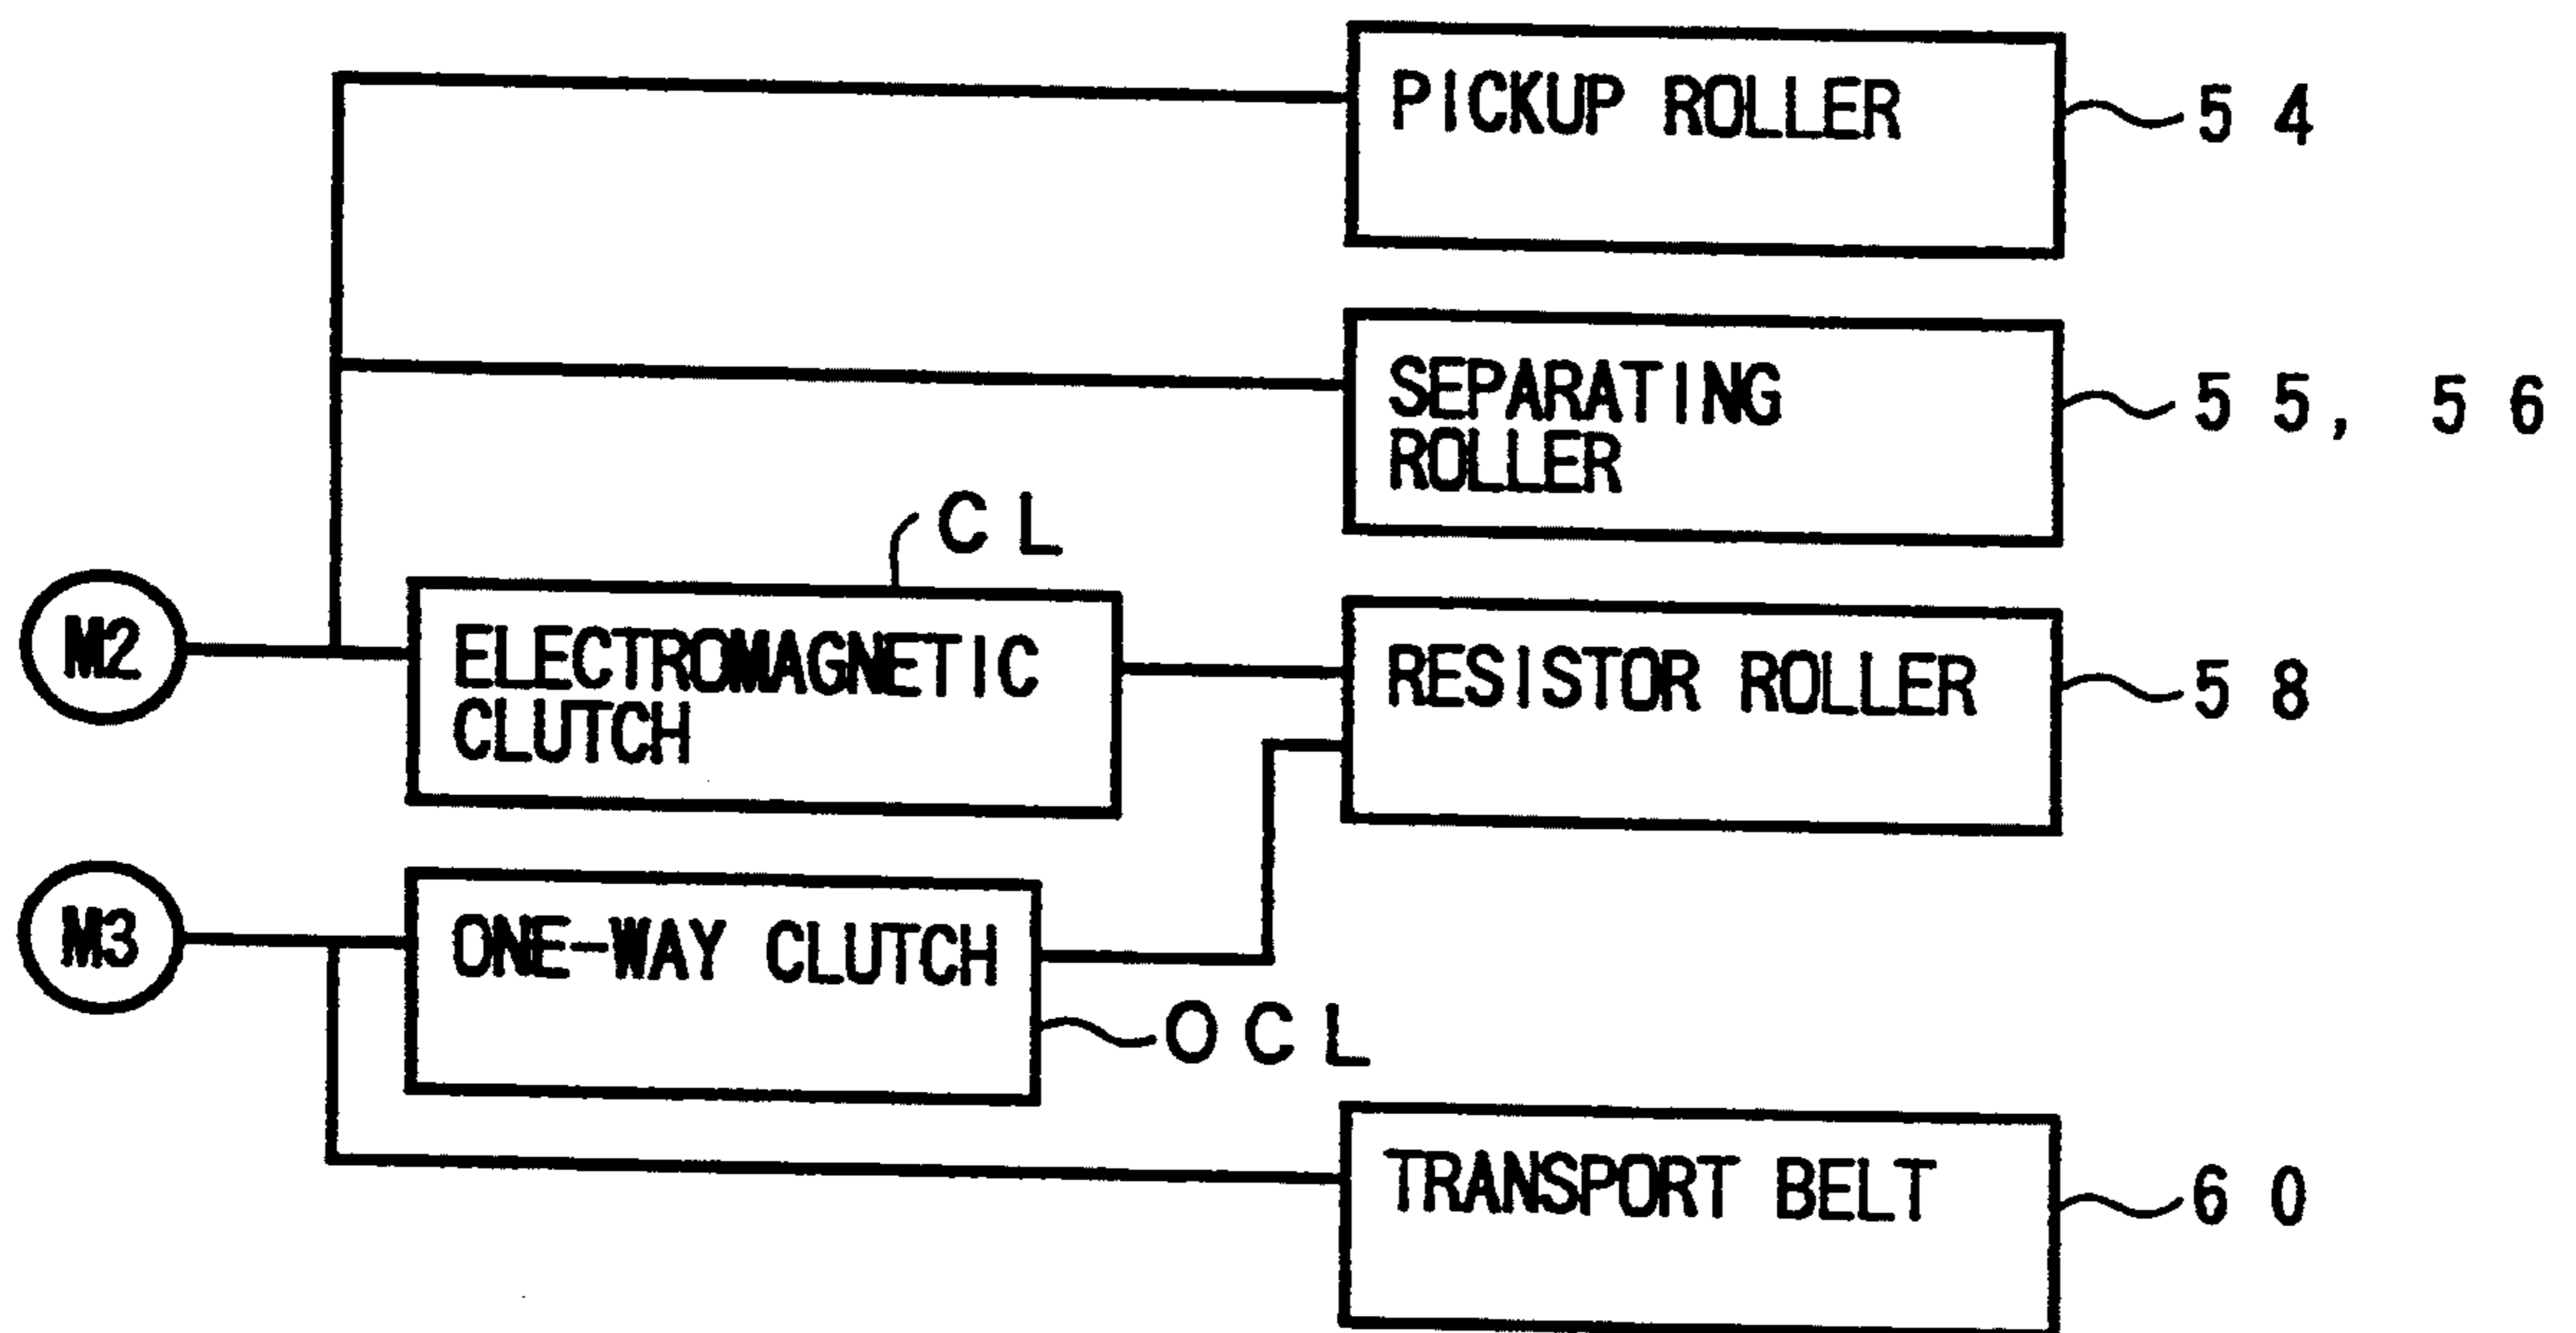 PICKUP ROLLER
54
SEPARATING
ROLLER
55, 56
CL
M2
ELECTROMAGNETIC
CLUTCH
RESISTOR ROLLER
58
M3
ONE-WAY CLUTCH
OCL
TRANSPORT BELT
60